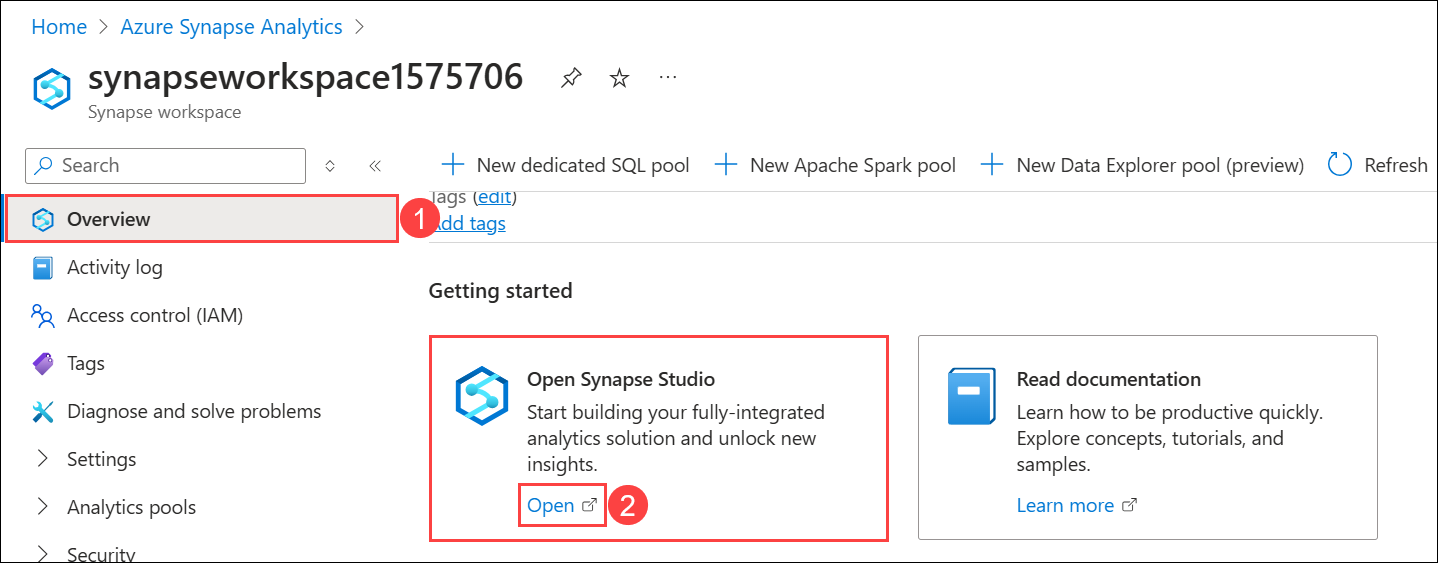 Home > Azure Synapse Analytics >
synapseworkspace1575706
Synapse workspace
Search
New dedicated SQL pool
New Apache Spark pool
New Data Explorer pool (preview)
Refresh
Overview
1
Activity log
Access control (IAM)
Tags
Diagnose and solve problems
Settings
Analytics pools
Security
Tags (edit)
Add tags
Getting started
Open Synapse Studio
Start building your fully-integrated
analytics solution and unlock new
insights.
Open
2
Read documentation
Learn how to be productive quickly.
Explore concepts, tutorials, and
samples.
Learn more